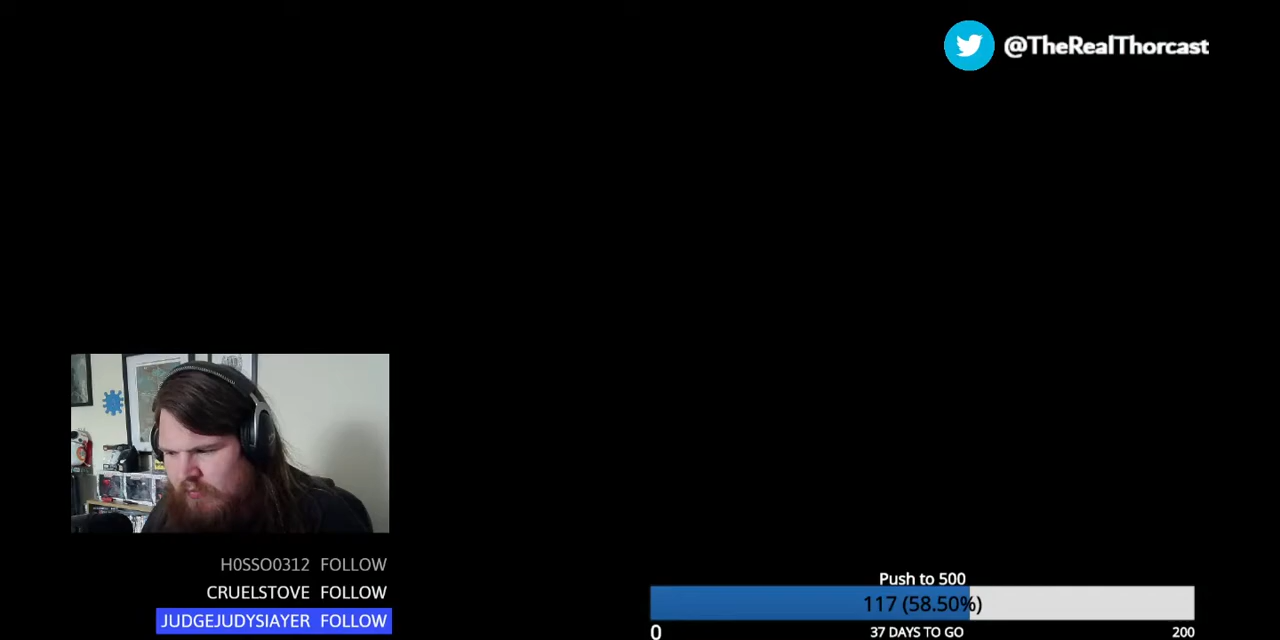 @TheRealThorcast
H0SSO0312 FOLLOW
CRUELSTOVE FOLLOW
JUDGEJUDYSIAYER FOLLOW
Push to 500
117 (58.50%)
0 37 DAYS TO GO 200